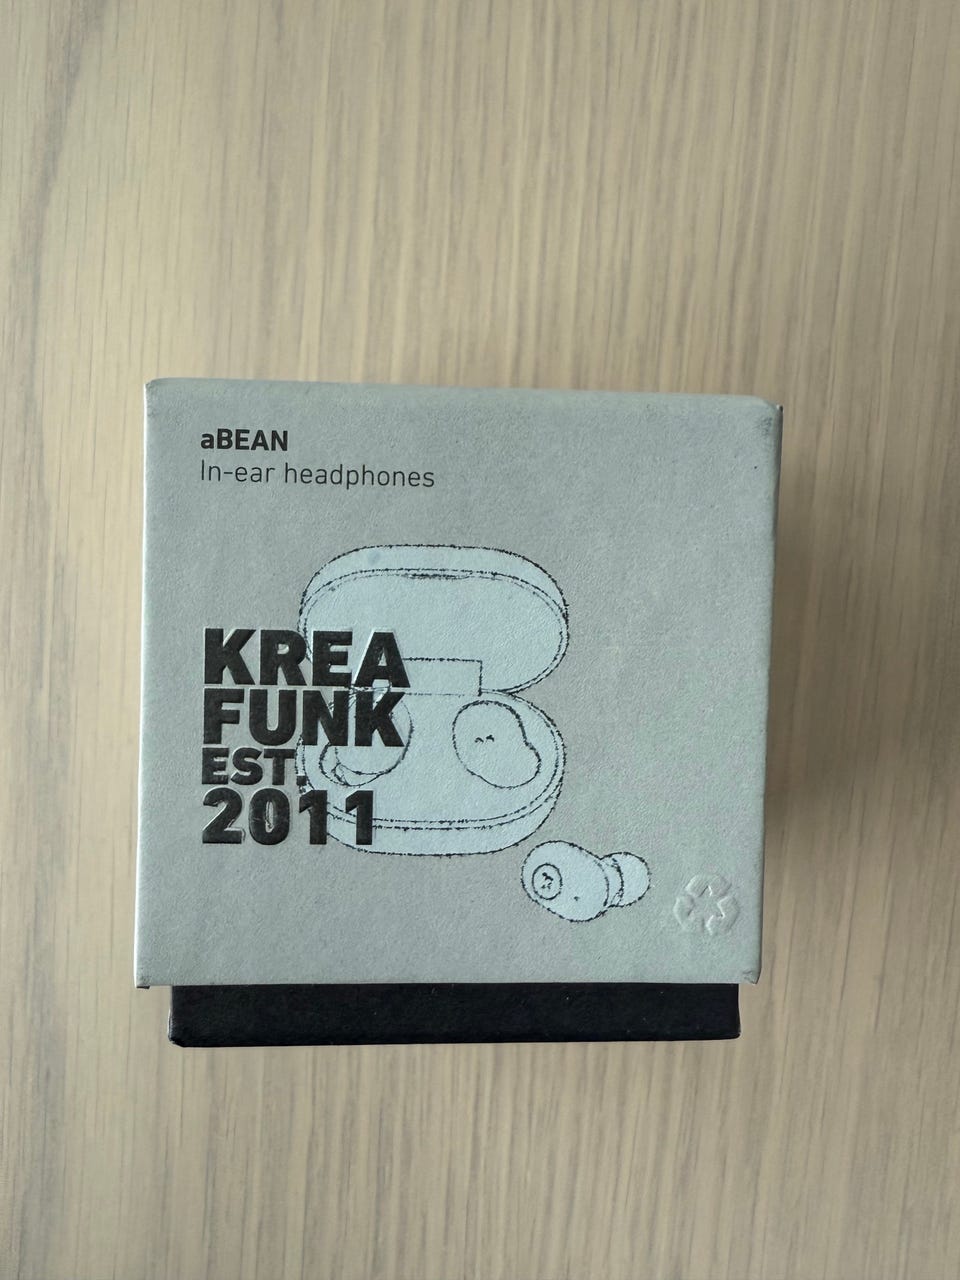 aBEAN
In-ear headphones
KREA
FUNK
EST.
2011